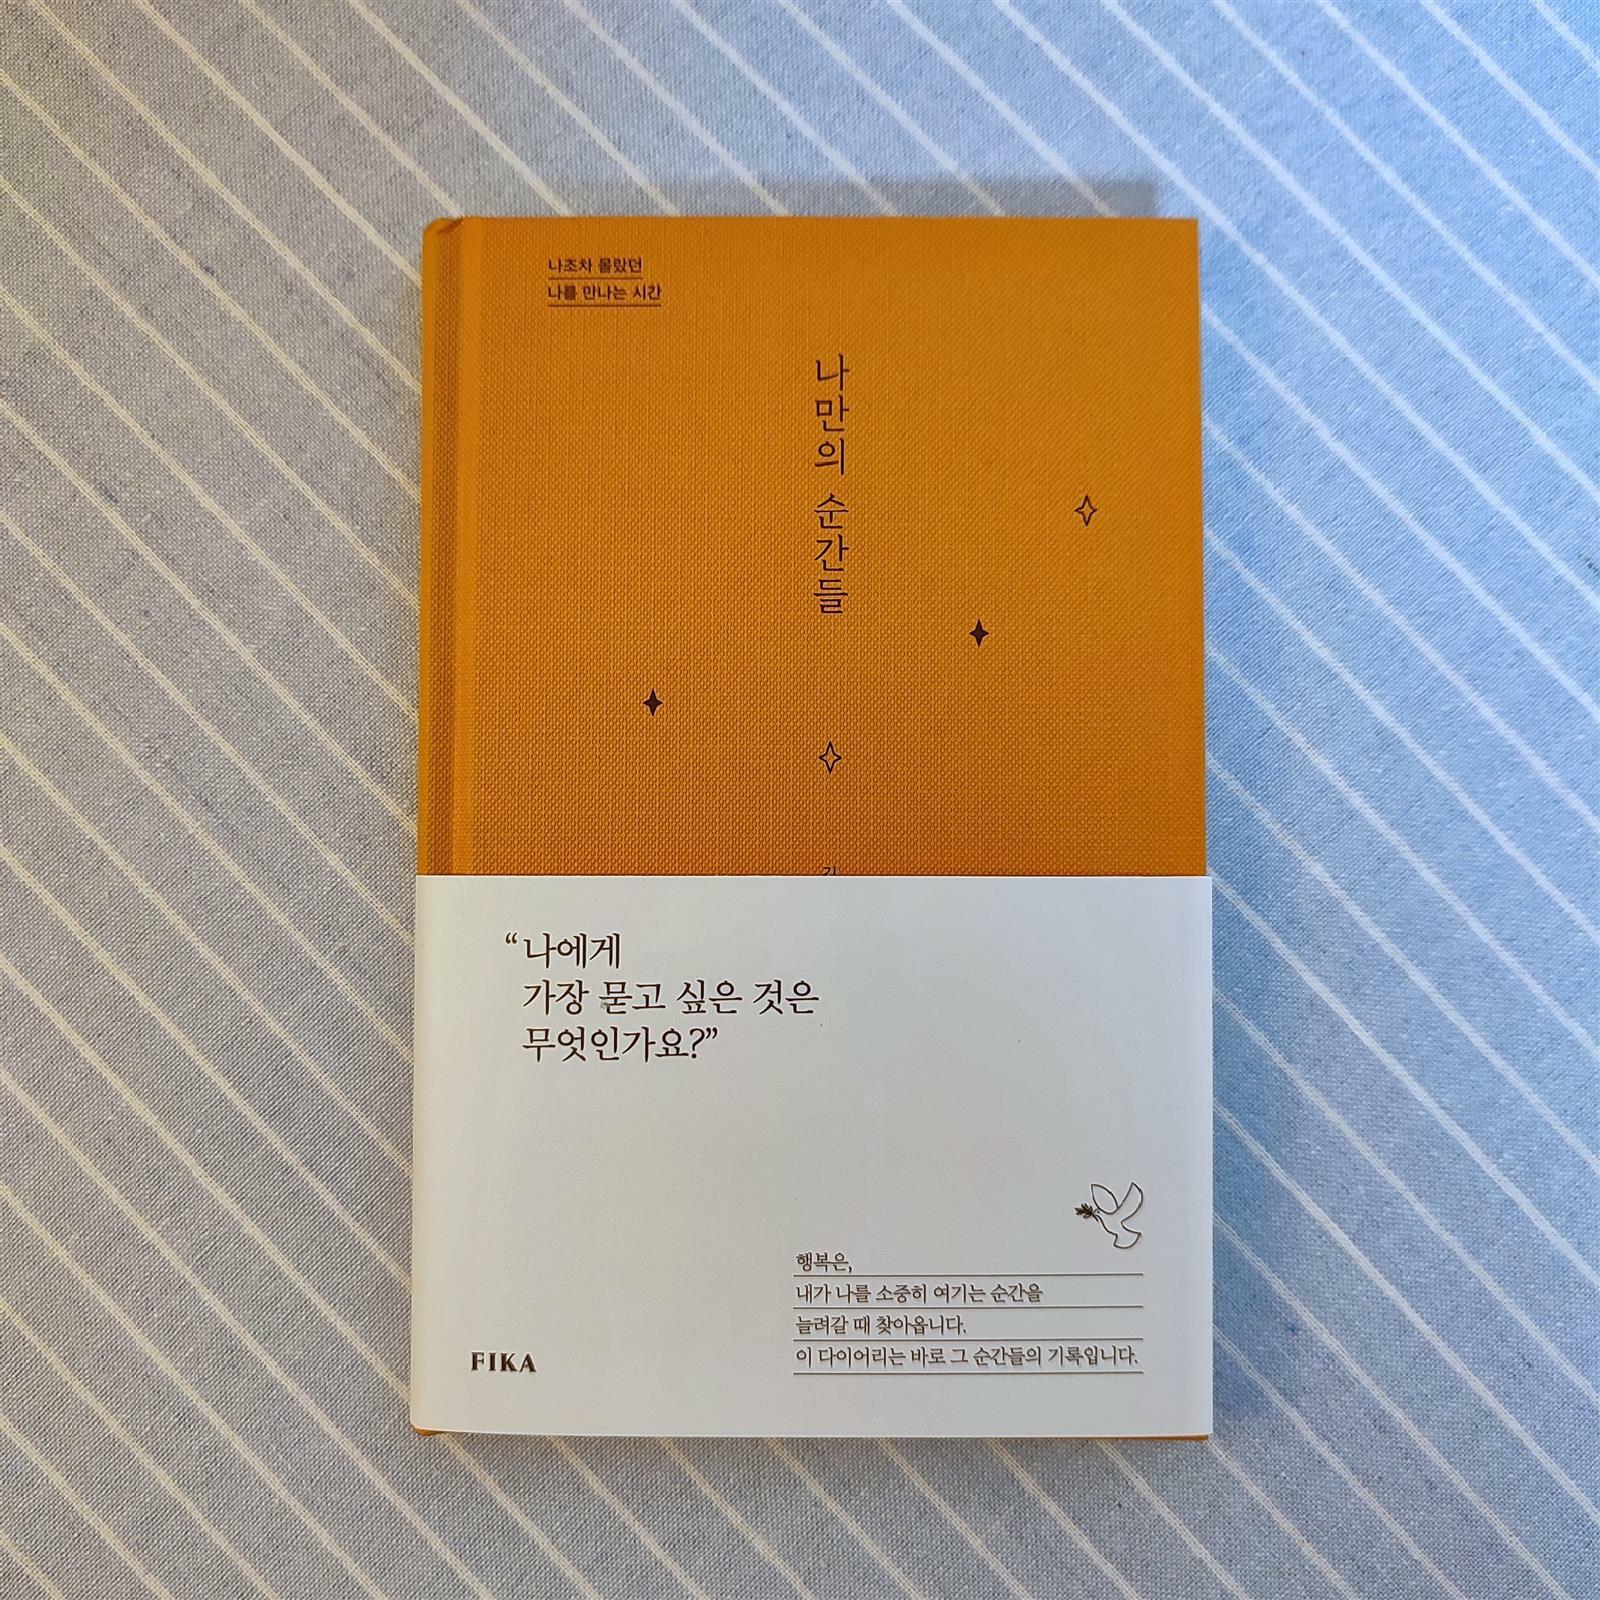 나조차 몰랐던
나를 만나는 시간
나만의 순간들
“나에게
가장 묻고 싶은 것은
무엇인가요?”
행복은,
내가 나를 소중히 여기는 순간을
늘려갈 때 찾아옵니다.
이 다이어리는 바로 그 순간들의 기록입니다.
FIKA